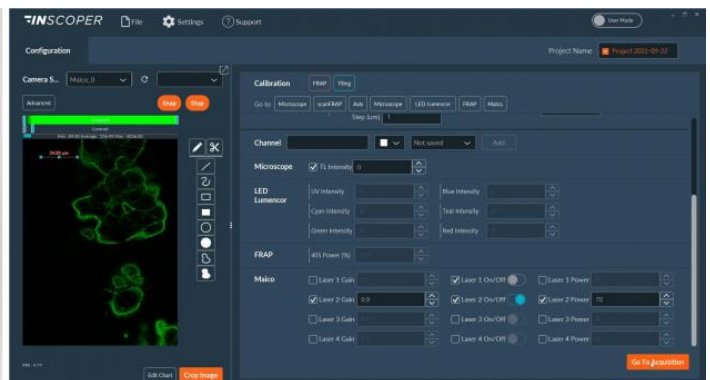 INSCOPER File Settings Support User Mode
Configuration
Project Name Project 2022-09-22
Camera S... Maico_0
Advanced Snap Stop
Calibration FRAP Tiling
Go to Microscope scanFRAP Axis Microscope LED Lumencor FRAP Maico
Step (µm) 1
Channel Not saved Add
Microscope TL Intensity 0
LED Lumencor
UV Intensity Blue Intensity
Cyan Intensity Teal Intensity
Green Intensity Red Intensity
FRAP 405 Power (%)
Maico Laser 1 Gain Laser 1 On/Off Laser 1 Power
Laser 2 Gain 0.9 Laser 2 On/Off Laser 2 Power
Laser 3 Gain Laser 3 On/Off Laser 3 Power
Laser 4 Gain Laser 4 On/Off Laser 4 Power
Edit Chart Crop Image
Go To Acquisition